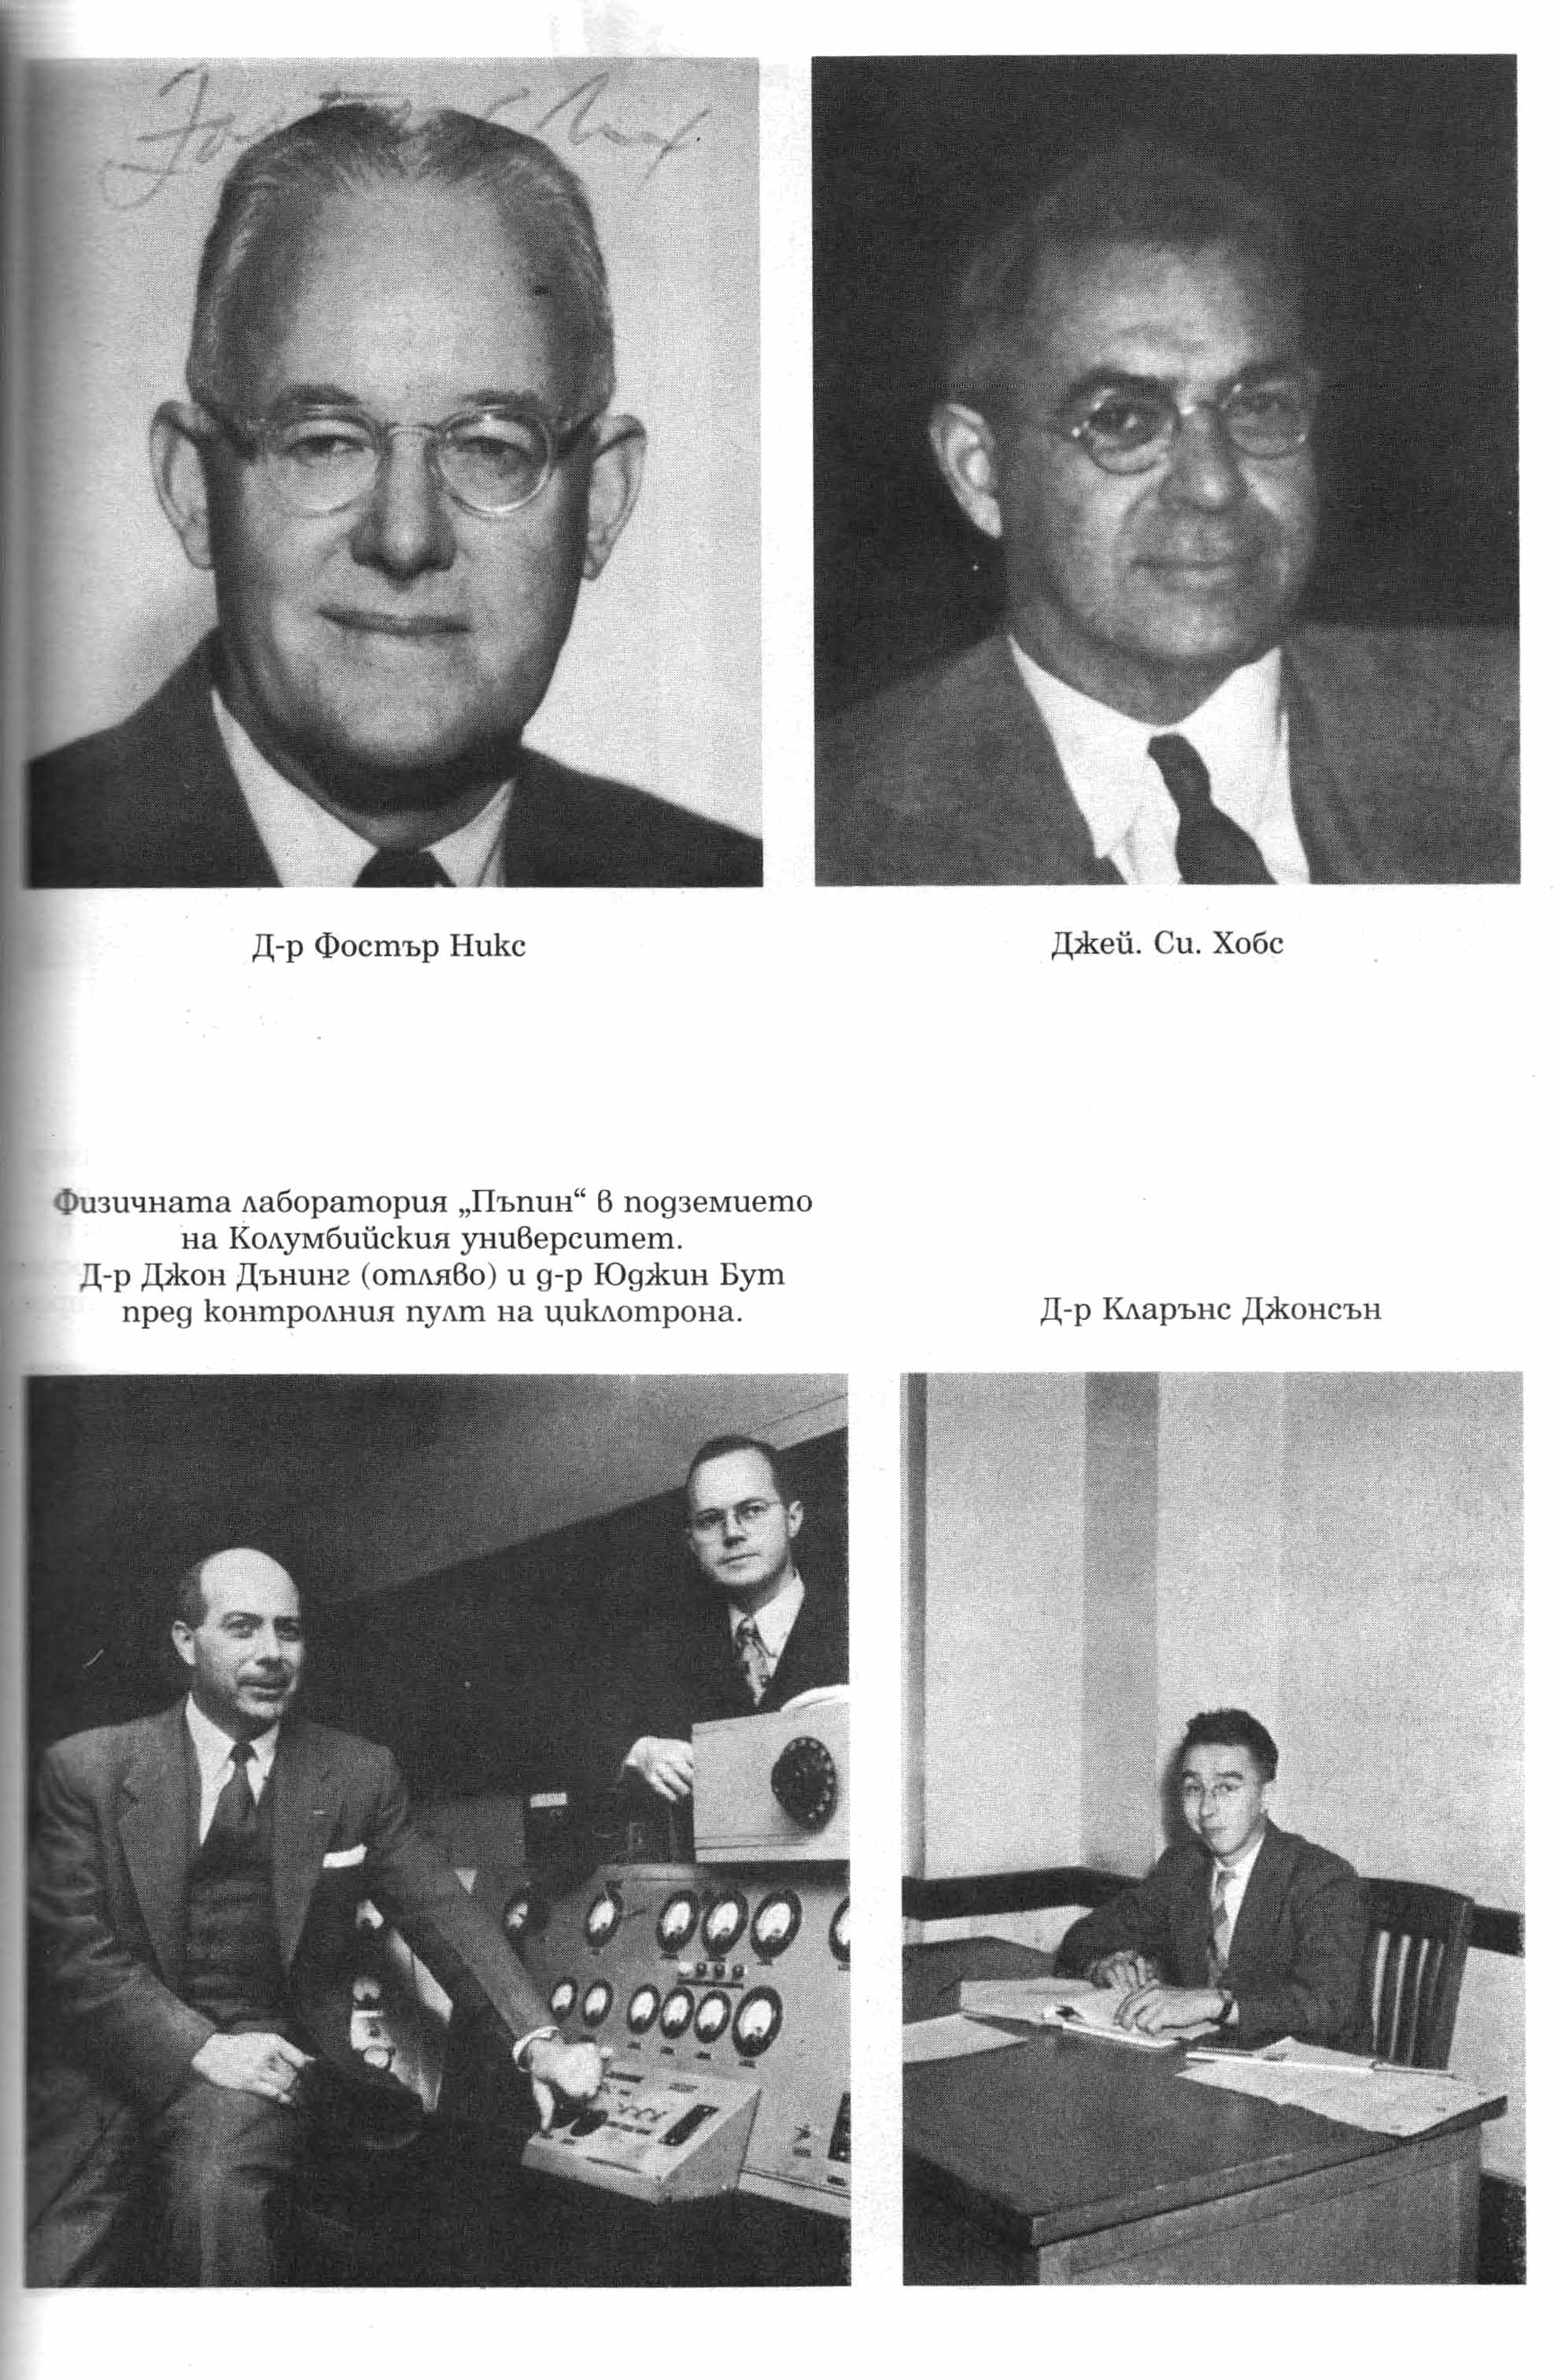 Foster C Nix
Д-р Фостър Никс
Джей. Си. Хобс
Физичната лаборатория „Пъпин“ в подземието
на Колумбийския университет.
Д-р Джон Дънинг (отляво) и д-р Юджин Бут
пред контролния пулт на циклотрона.
Д-р Кларънс Джонсън